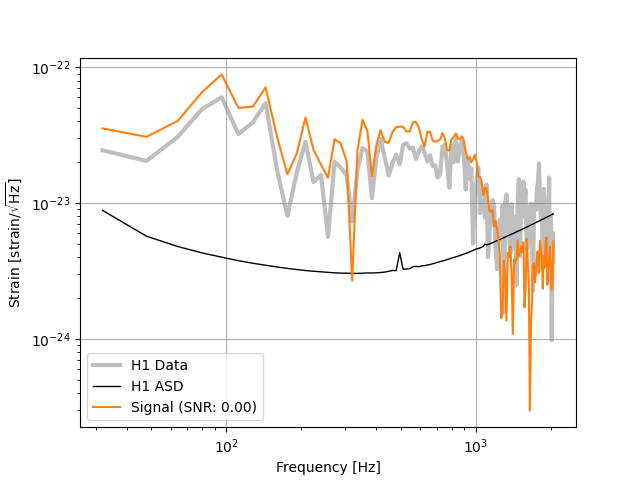 10⁻²²
10⁻²³
10⁻²⁴
Strain [strain/√Hz]
H1 Data
H1 ASD
Signal (SNR: 0.00)
10² 10³
Frequency [Hz]